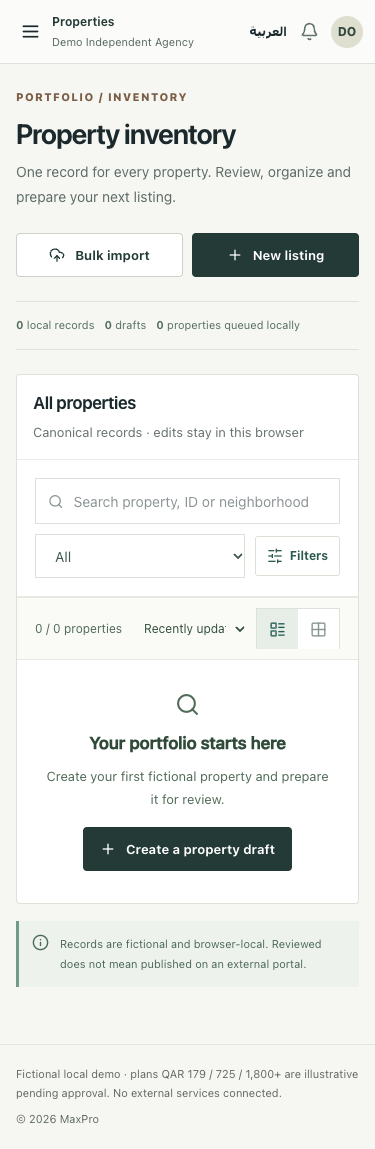 Properties
Demo Independent Agency
العربية
DO
PORTFOLIO / INVENTORY
Property inventory
One record for every property. Review, organize and
prepare your next listing.
Bulk import
New listing
0 local records 0 drafts 0 properties queued locally
All properties
Canonical records · edits stay in this browser
Search property, ID or neighborhood
All
Filters
0 / 0 properties
Recently updat
Your portfolio starts here
Create your first fictional property and prepare
it for review.
Create a property draft
Records are fictional and browser-local. Reviewed
does not mean published on an external portal.
Fictional local demo · plans QAR 179 / 725 / 1,800+ are illustrative
pending approval. No external services connected.
© 2026 MaxPro